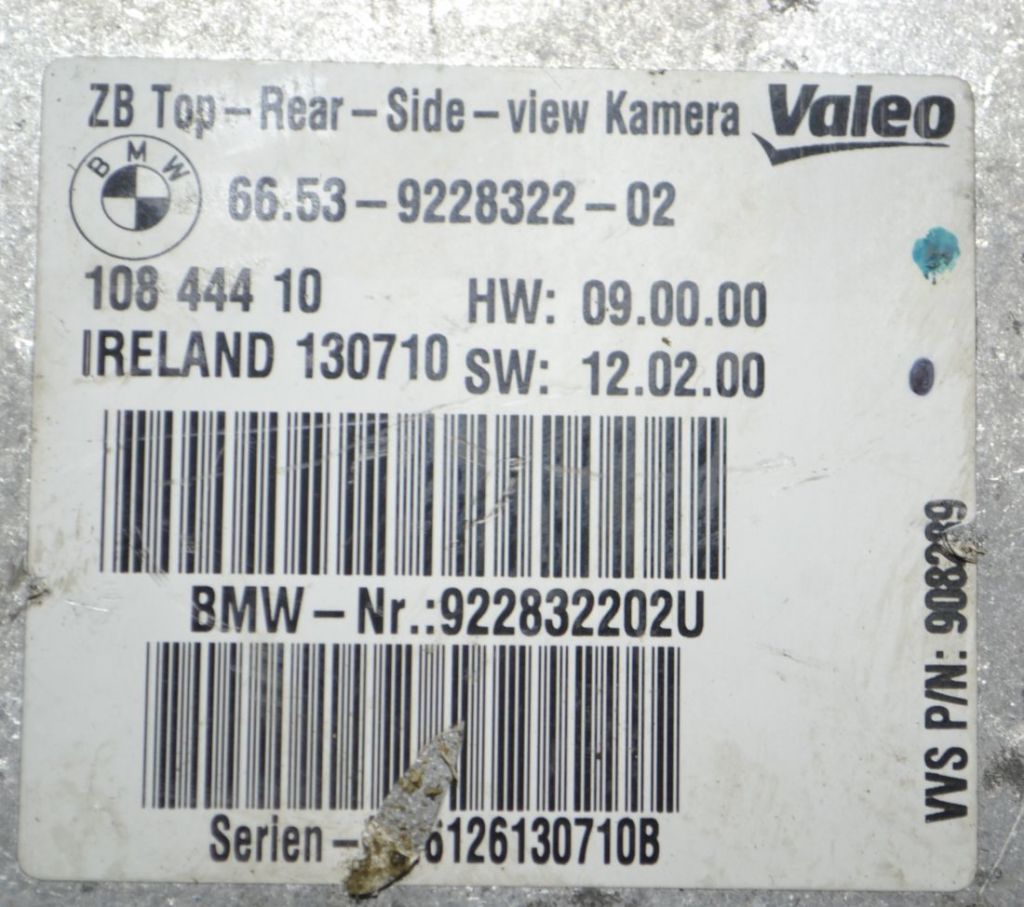 ZB Top-Rear-Side-view Kamera Valeo
BMW 66.53-9228322-02
108 444 10 HW: 09.00.00
IRELAND 130710 SW: 12.02.00
BMW-Nr.:922832202U
Serien-
VVS P/N: